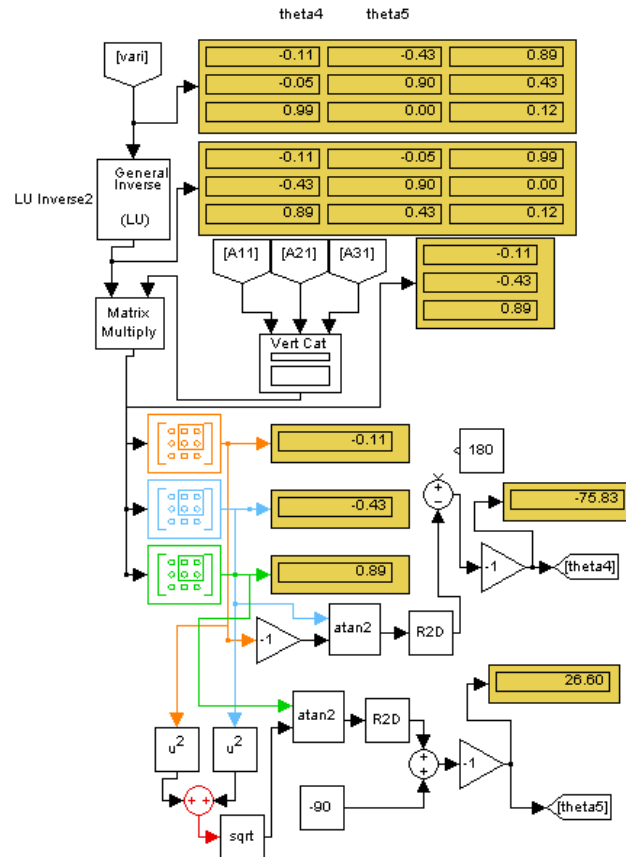 theta4 theta5
[vari]
-0.11 -0.43 0.89
-0.05 0.90 0.43
0.99 0.00 0.12
LU Inverse2
General
Inverse
(LU)
-0.11 -0.05 0.99
-0.43 0.90 0.00
0.89 0.43 0.12
[A11] [A21] [A31]
-0.11
-0.43
0.89
Matrix
Multiply
Vert Cat
-0.11
180
-0.43
+
−
-75.83
-1
[theta4]
0.89
-1
atan2
R2D
26.60
atan2
R2D
u²
u²
+
+
-1
+ +
-90
[theta5]
sqrt